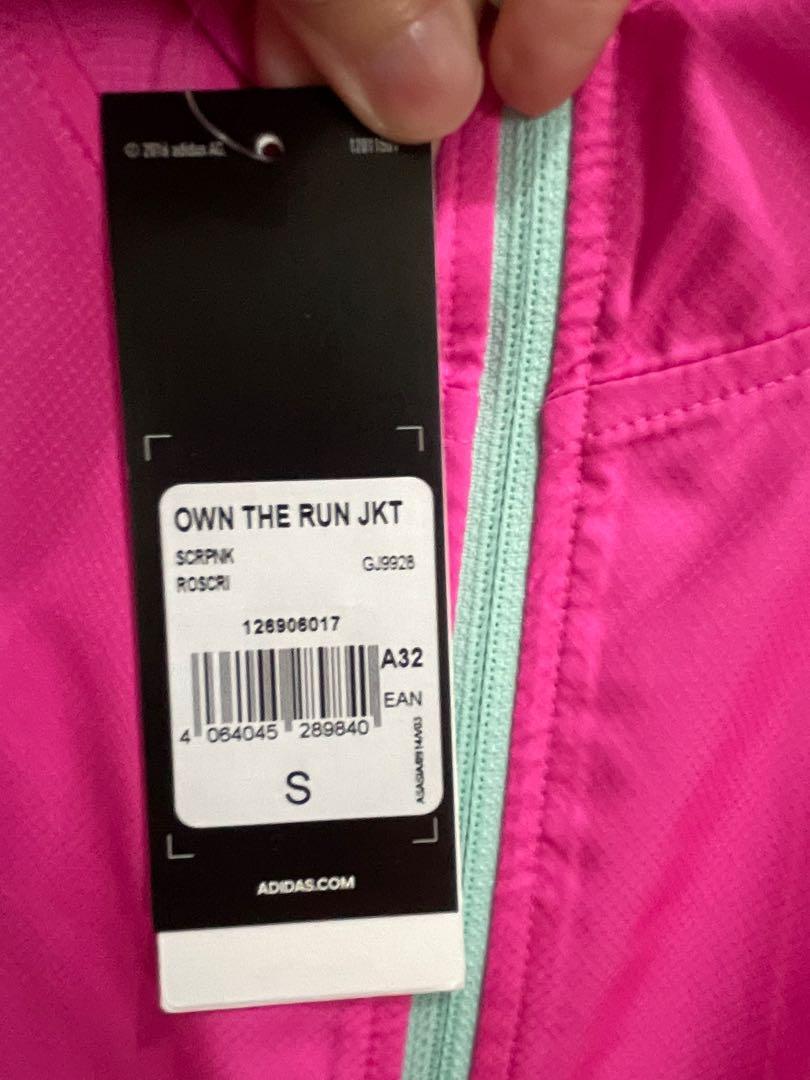 © 2016 adidas AG.
OWN THE RUN JKT
SCRPNK
GJ9928
ROSCRI
126906017
A32
EAN
4 064045 289840
S
ADIDAS.COM